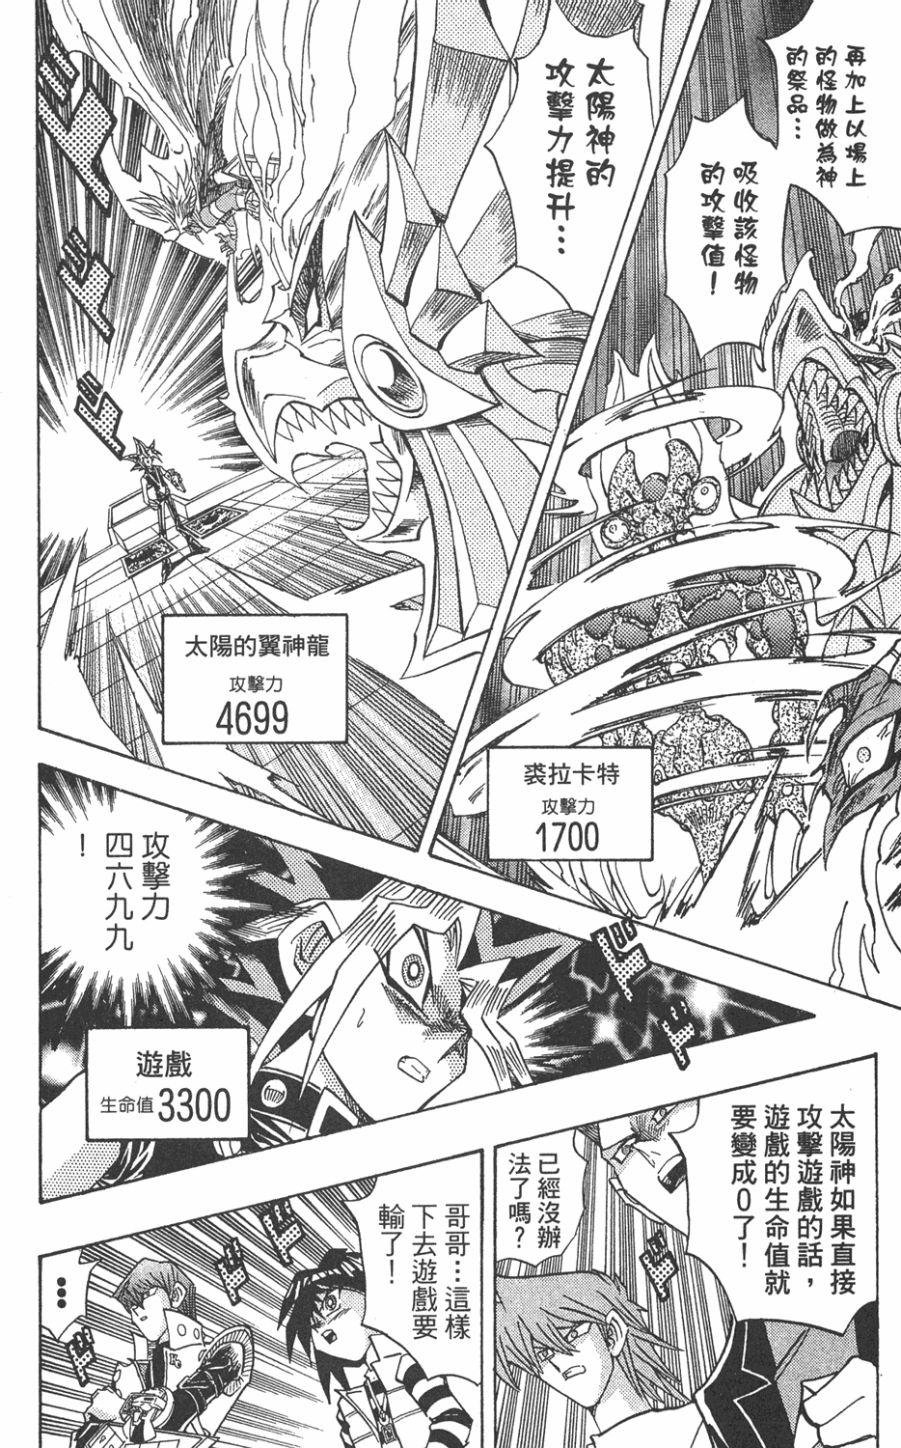 再加上以場上
的怪物做為神
的祭品…
吸收該怪物
的攻擊值！
太陽神的
攻擊力提升…
裘拉卡特
攻擊力
1700
太陽的翼神龍
攻擊力
4699
攻擊力
四六九九
！
遊戲
生命值 3300
太陽神如果直接
攻擊遊戲的話，
遊戲的生命值就
要變成0了！
已經沒辦
法了嗎？
哥哥…這樣
下去遊戲要
輸了！
…